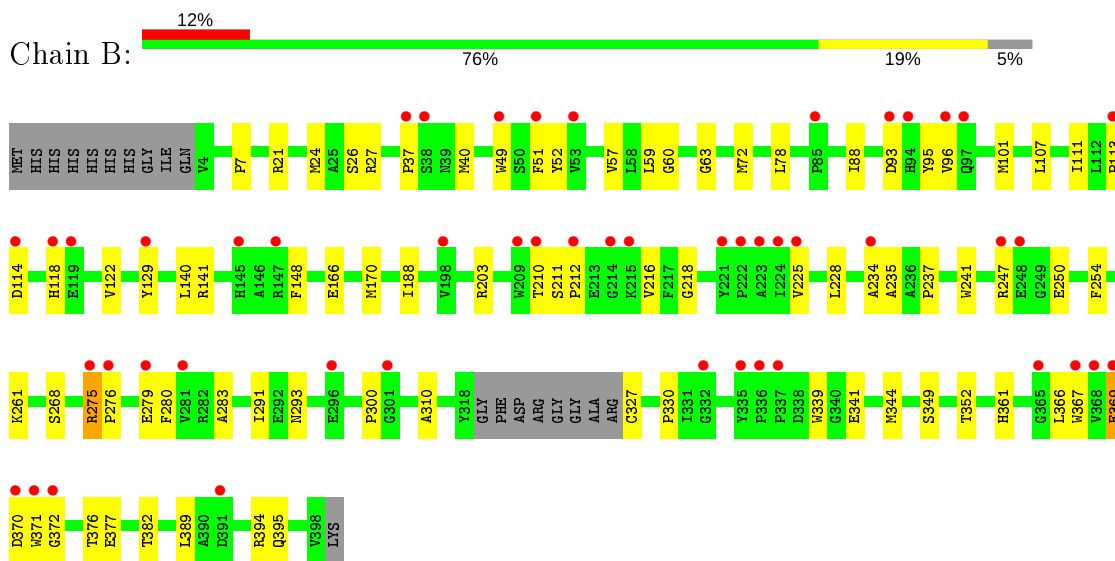 12%
Chain B:
76%
19%
5%
MET HIS HIS HIS HIS HIS HIS GLY ILE GLN V4 P7 R21 M24 A25 S26 R27 P37 S38 N39 M40 W49 S50 F51 Y52 V53 V57 L58 L59 G60 G63 M72 L78 P85 I88 D93 H94 Y95 V96 Q97 M101 L107 I111 L112
D114 H118 E119 V122 Y129 L140 R141 H145 A146 R147 F148 E166 M170 I188 V198 R203 W209 T210 S211 P212 E213 G214 K215 V216 F217 G218 Y221 P222 A223 I224 V225 L228 A234 A235 A236 P237 W241 R247 E248 G249 E250 F254
K261 S268 R275 P276 E279 F280 V281 R282 A283 I291 E292 N293 E296 P300 G301 A310 Y318 GLY PHE ASP ARG GLY GLY ALA ARG C327 P330 I331 G332 Y335 P336 P337 D338 W339 G340 E341 M344 S349 T352 H361 G365 L366 W367 V368
D370 W371 G372 T376 E377 T382 L389 A390 D391 R394 Q395 V398 LYS